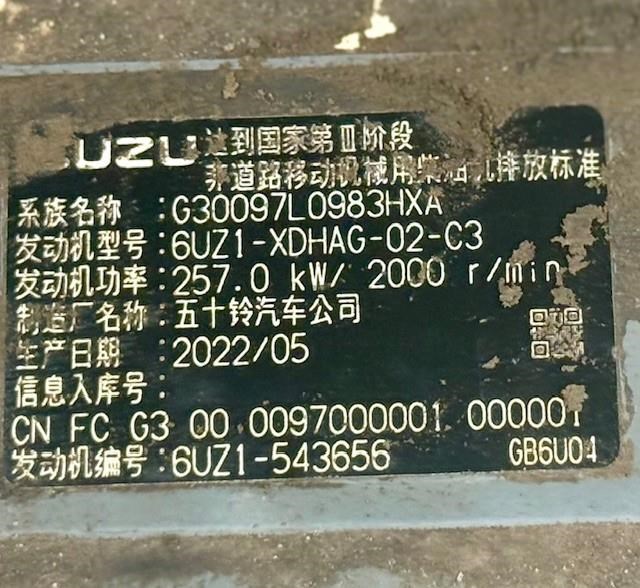 UZU 达到国家第Ⅲ阶段
非道路移动机械用柴油机排放标准
系族名称:G30097L0983HXA
发动机型号:6UZ1-XDHAG-02-C3
发动机功率:257.0 kW/ 2000 r/min
制造厂名称:五十铃汽车公司
生产日期:2022/05
信息入库号:
CN FC G3 00 0097000001 000001
发动机编号:6UZ1-543656 GB6U04